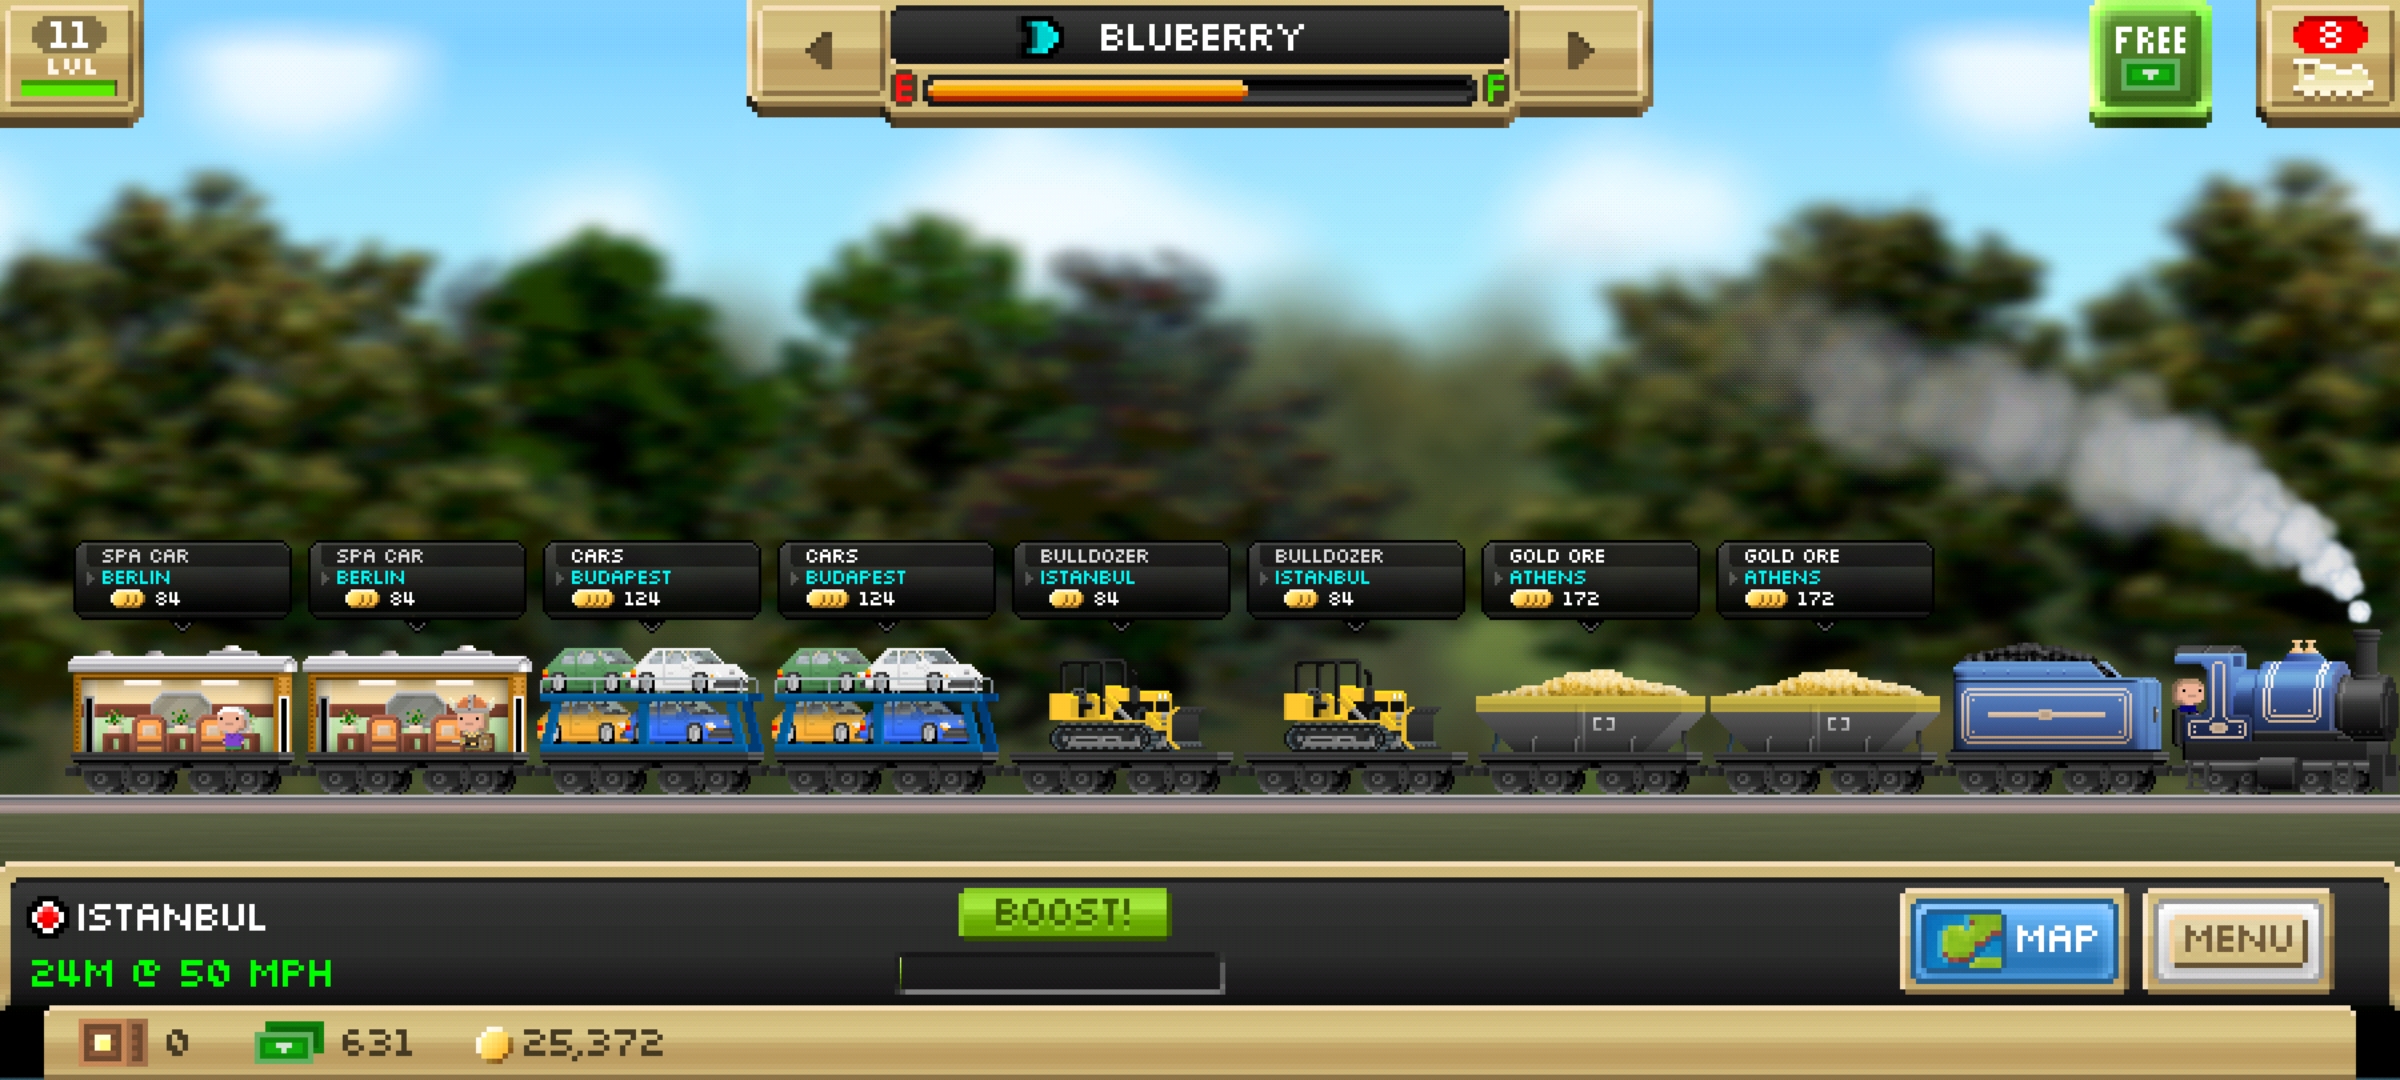 11
LVL
BLUBERRY
E
F
FREE
8
SPA CAR
BERLIN
84
SPA CAR
BERLIN
84
CARS
BUDAPEST
124
CARS
BUDAPEST
124
BULLDOZER
ISTANBUL
84
BULLDOZER
ISTANBUL
84
GOLD ORE
ATHENS
172
GOLD ORE
ATHENS
172
ISTANBUL
24M @ 50 MPH
BOOST!
MAP
MENU
0
631
25,372